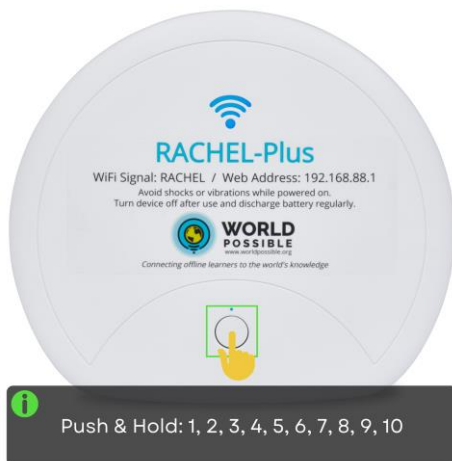 RACHEL-Plus
WiFi Signal: RACHEL / Web Address: 192.168.88.1
Avoid shocks or vibrations while powered on.
Turn device off after use and discharge battery regularly.
WORLD
POSSIBLE
www.worldpossible.org
Connecting offline learners to the world's knowledge
i
Push & Hold: 1, 2, 3, 4, 5, 6, 7, 8, 9, 10